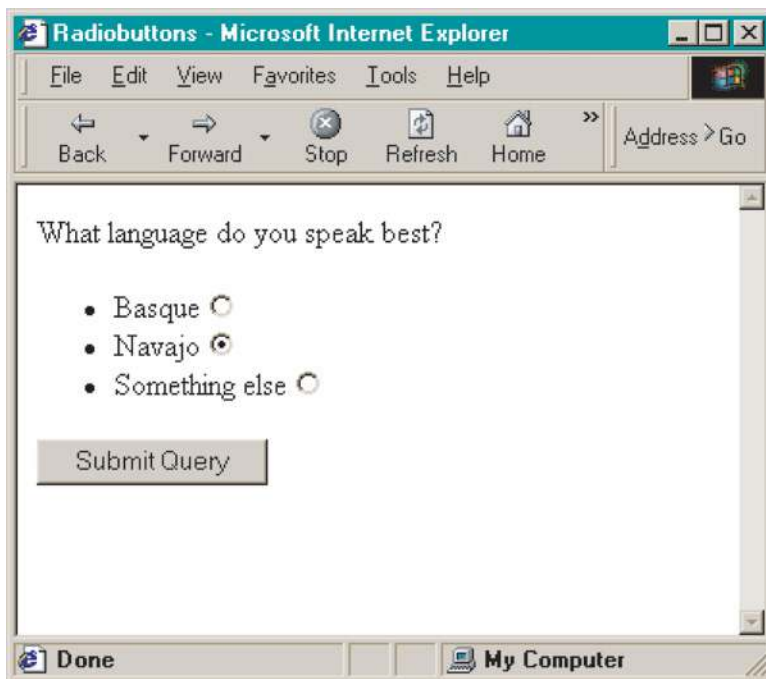 Radiobuttons - Microsoft Internet Explorer
File Edit View Favorites Tools Help
Back Forward Stop Refresh Home » Address Go
What language do you speak best?
• Basque
• Navajo
• Something else
Submit Query
Done My Computer